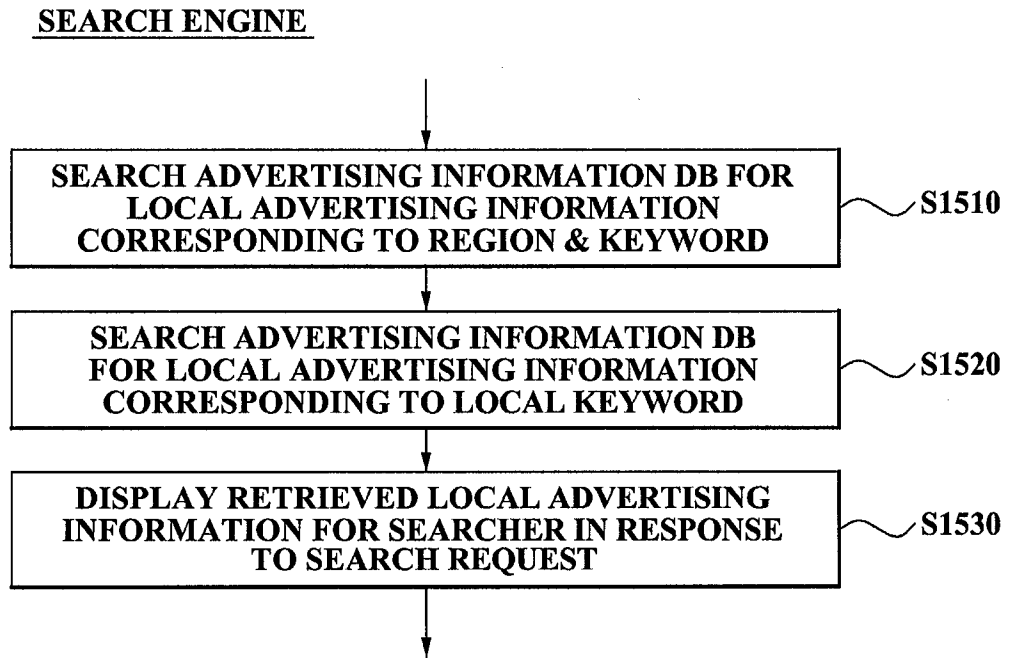 SEARCH ENGINE
SEARCH ADVERTISING INFORMATION DB FOR
LOCAL ADVERTISING INFORMATION
CORRESPONDING TO REGION & KEYWORD
S1510
SEARCH ADVERTISING INFORMATION DB
FOR LOCAL ADVERTISING INFORMATION
CORRESPONDING TO LOCAL KEYWORD
S1520
DISPLAY RETRIEVED LOCAL ADVERTISING
INFORMATION FOR SEARCHER IN RESPONSE
TO SEARCH REQUEST
S1530